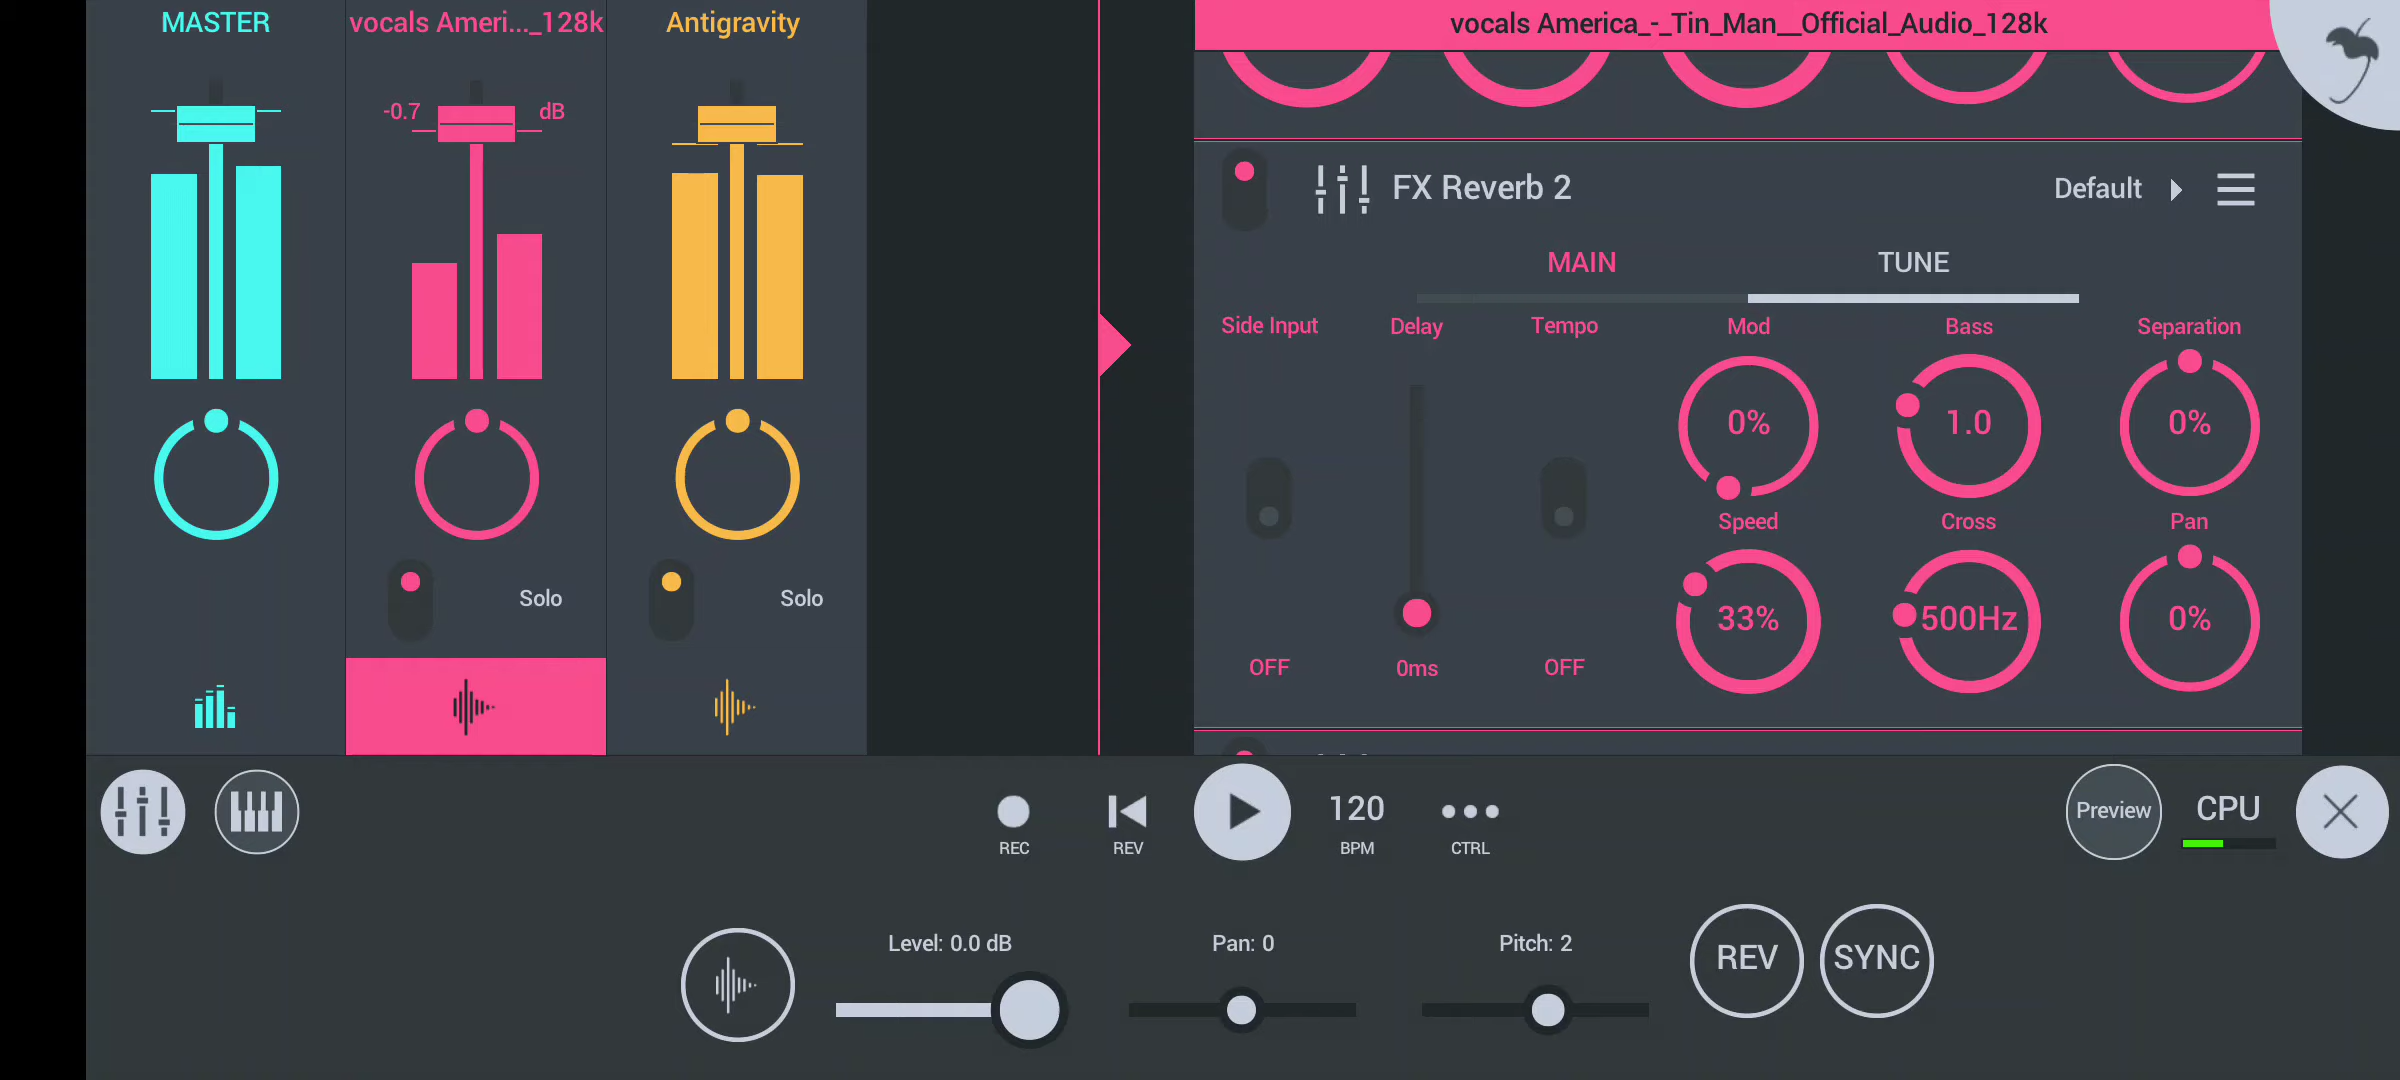 MASTER
vocals Ameri..._128k
Antigravity
vocals America_-_Tin_Man__Official_Audio_128k
-0.7
dB
FX Reverb 2
Default
MAIN
TUNE
Side Input
Delay
Tempo
Mod
Bass
Separation
0%
1.0
0%
Speed
Cross
Pan
33%
500Hz
0%
Solo
Solo
OFF
0ms
OFF
REC
REV
120
BPM
CTRL
Preview
CPU
Level: 0.0 dB
Pan: 0
Pitch: 2
REV
SYNC